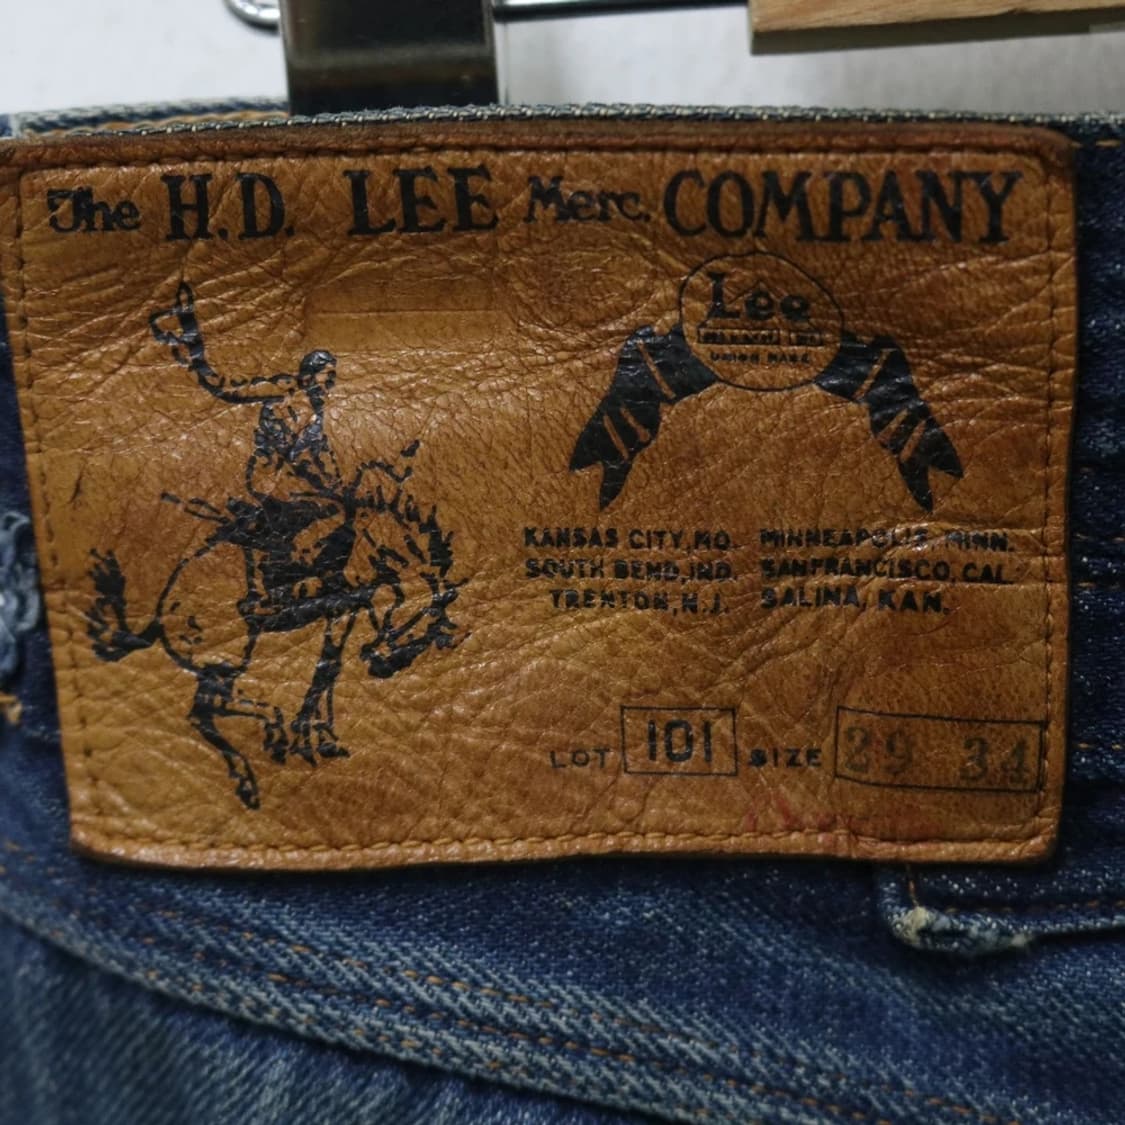 The H.D. LEE Merc. COMPANY
Lee
UNION MADE
KANSAS CITY, MO. MINNEAPOLIS, MINN.
SOUTH BEND, IND. SANFRANCISCO, CAL.
TRENTON, N.J. SALINA, KAN.
LOT 101 SIZE 29 34